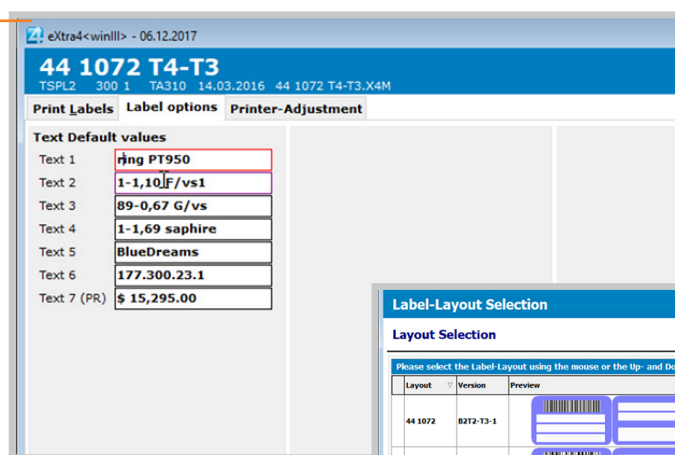 eXtra4<winIII> - 06.12.2017
44 1072 T4-T3
TSPL2 300 1 TA310 14.03.2016 44 1072 T4-T3.X4M
Print Labels Label options Printer-Adjustment
Text Default values
Text 1 ring PT950
Text 2 1-1,10 F/vs1
Text 3 89-0,67 G/vs
Text 4 1-1,69 saphire
Text 5 BlueDreams
Text 6 177.300.23.1
Text 7 (PR) $ 15,295.00
Label-Layout Selection
Layout Selection
Please select the Label-Layout using the mouse or the Up- and Do
Layout Version Preview
44 1072 B2T2-T3-1